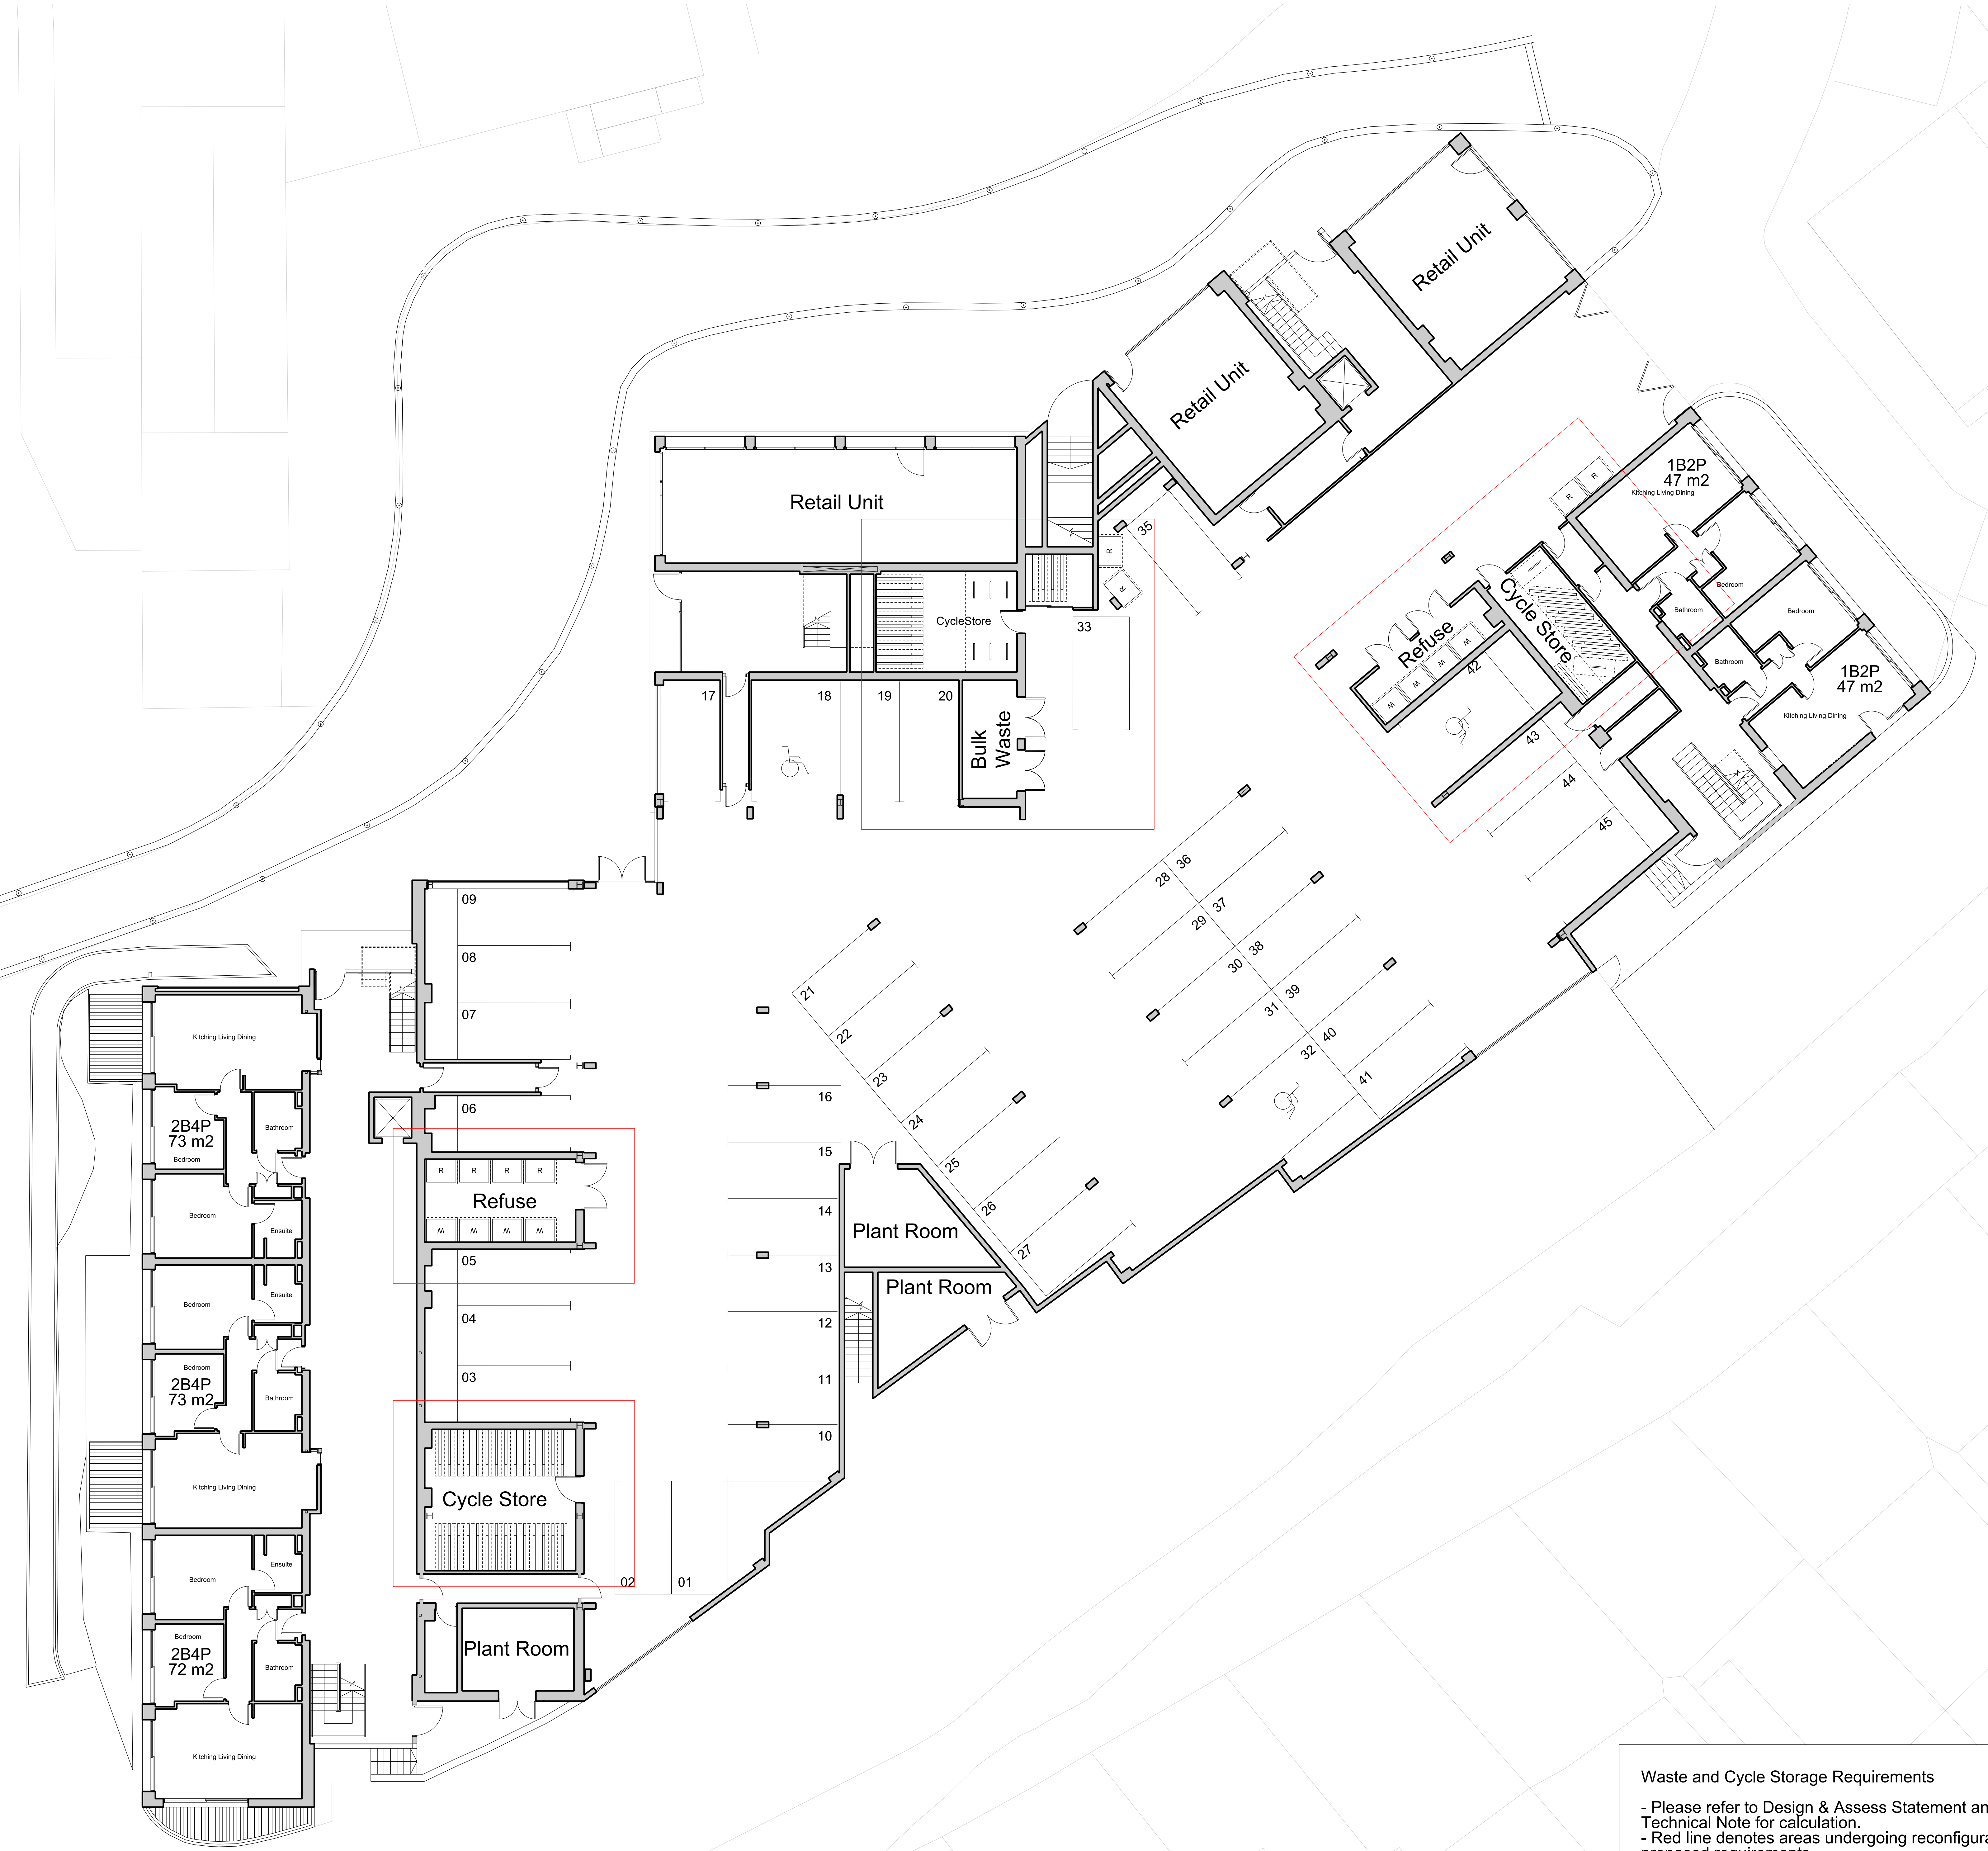 Retail Unit
Retail Unit
Retail Unit
R
R
1B2P
47 m2
Kitching Living Dining
Bedroom
Bathroom
Bedroom
Bathroom
1B2P
47 m2
Kitching Living Dining
35
R
R
CycleStore
33
Cycle Store
Refuse
W
W
W
W
42
43
44
45
17
18
19
20
Bulk
Waste
09
08
07
06
36
28
37
29
38
30
39
31
40
32
41
21
22
23
24
25
26
27
16
15
14
13
12
11
10
Kitching Living Dining
2B4P
73 m2
Bedroom
Bathroom
Bedroom
Ensuite
R
R
R
R
Refuse
W
W
W
W
05
04
03
Plant Room
Plant Room
Bedroom
Ensuite
Bedroom
2B4P
73 m2
Bathroom
Kitching Living Dining
Cycle Store
02
01
Bedroom
Ensuite
Bedroom
2B4P
72 m2
Bathroom
Plant Room
Kitching Living Dining
Waste and Cycle Storage Requirements
- Please refer to Design & Assess Statement an
Technical Note for calculation.
- Red line denotes areas undergoing reconfigura
proposed requirements